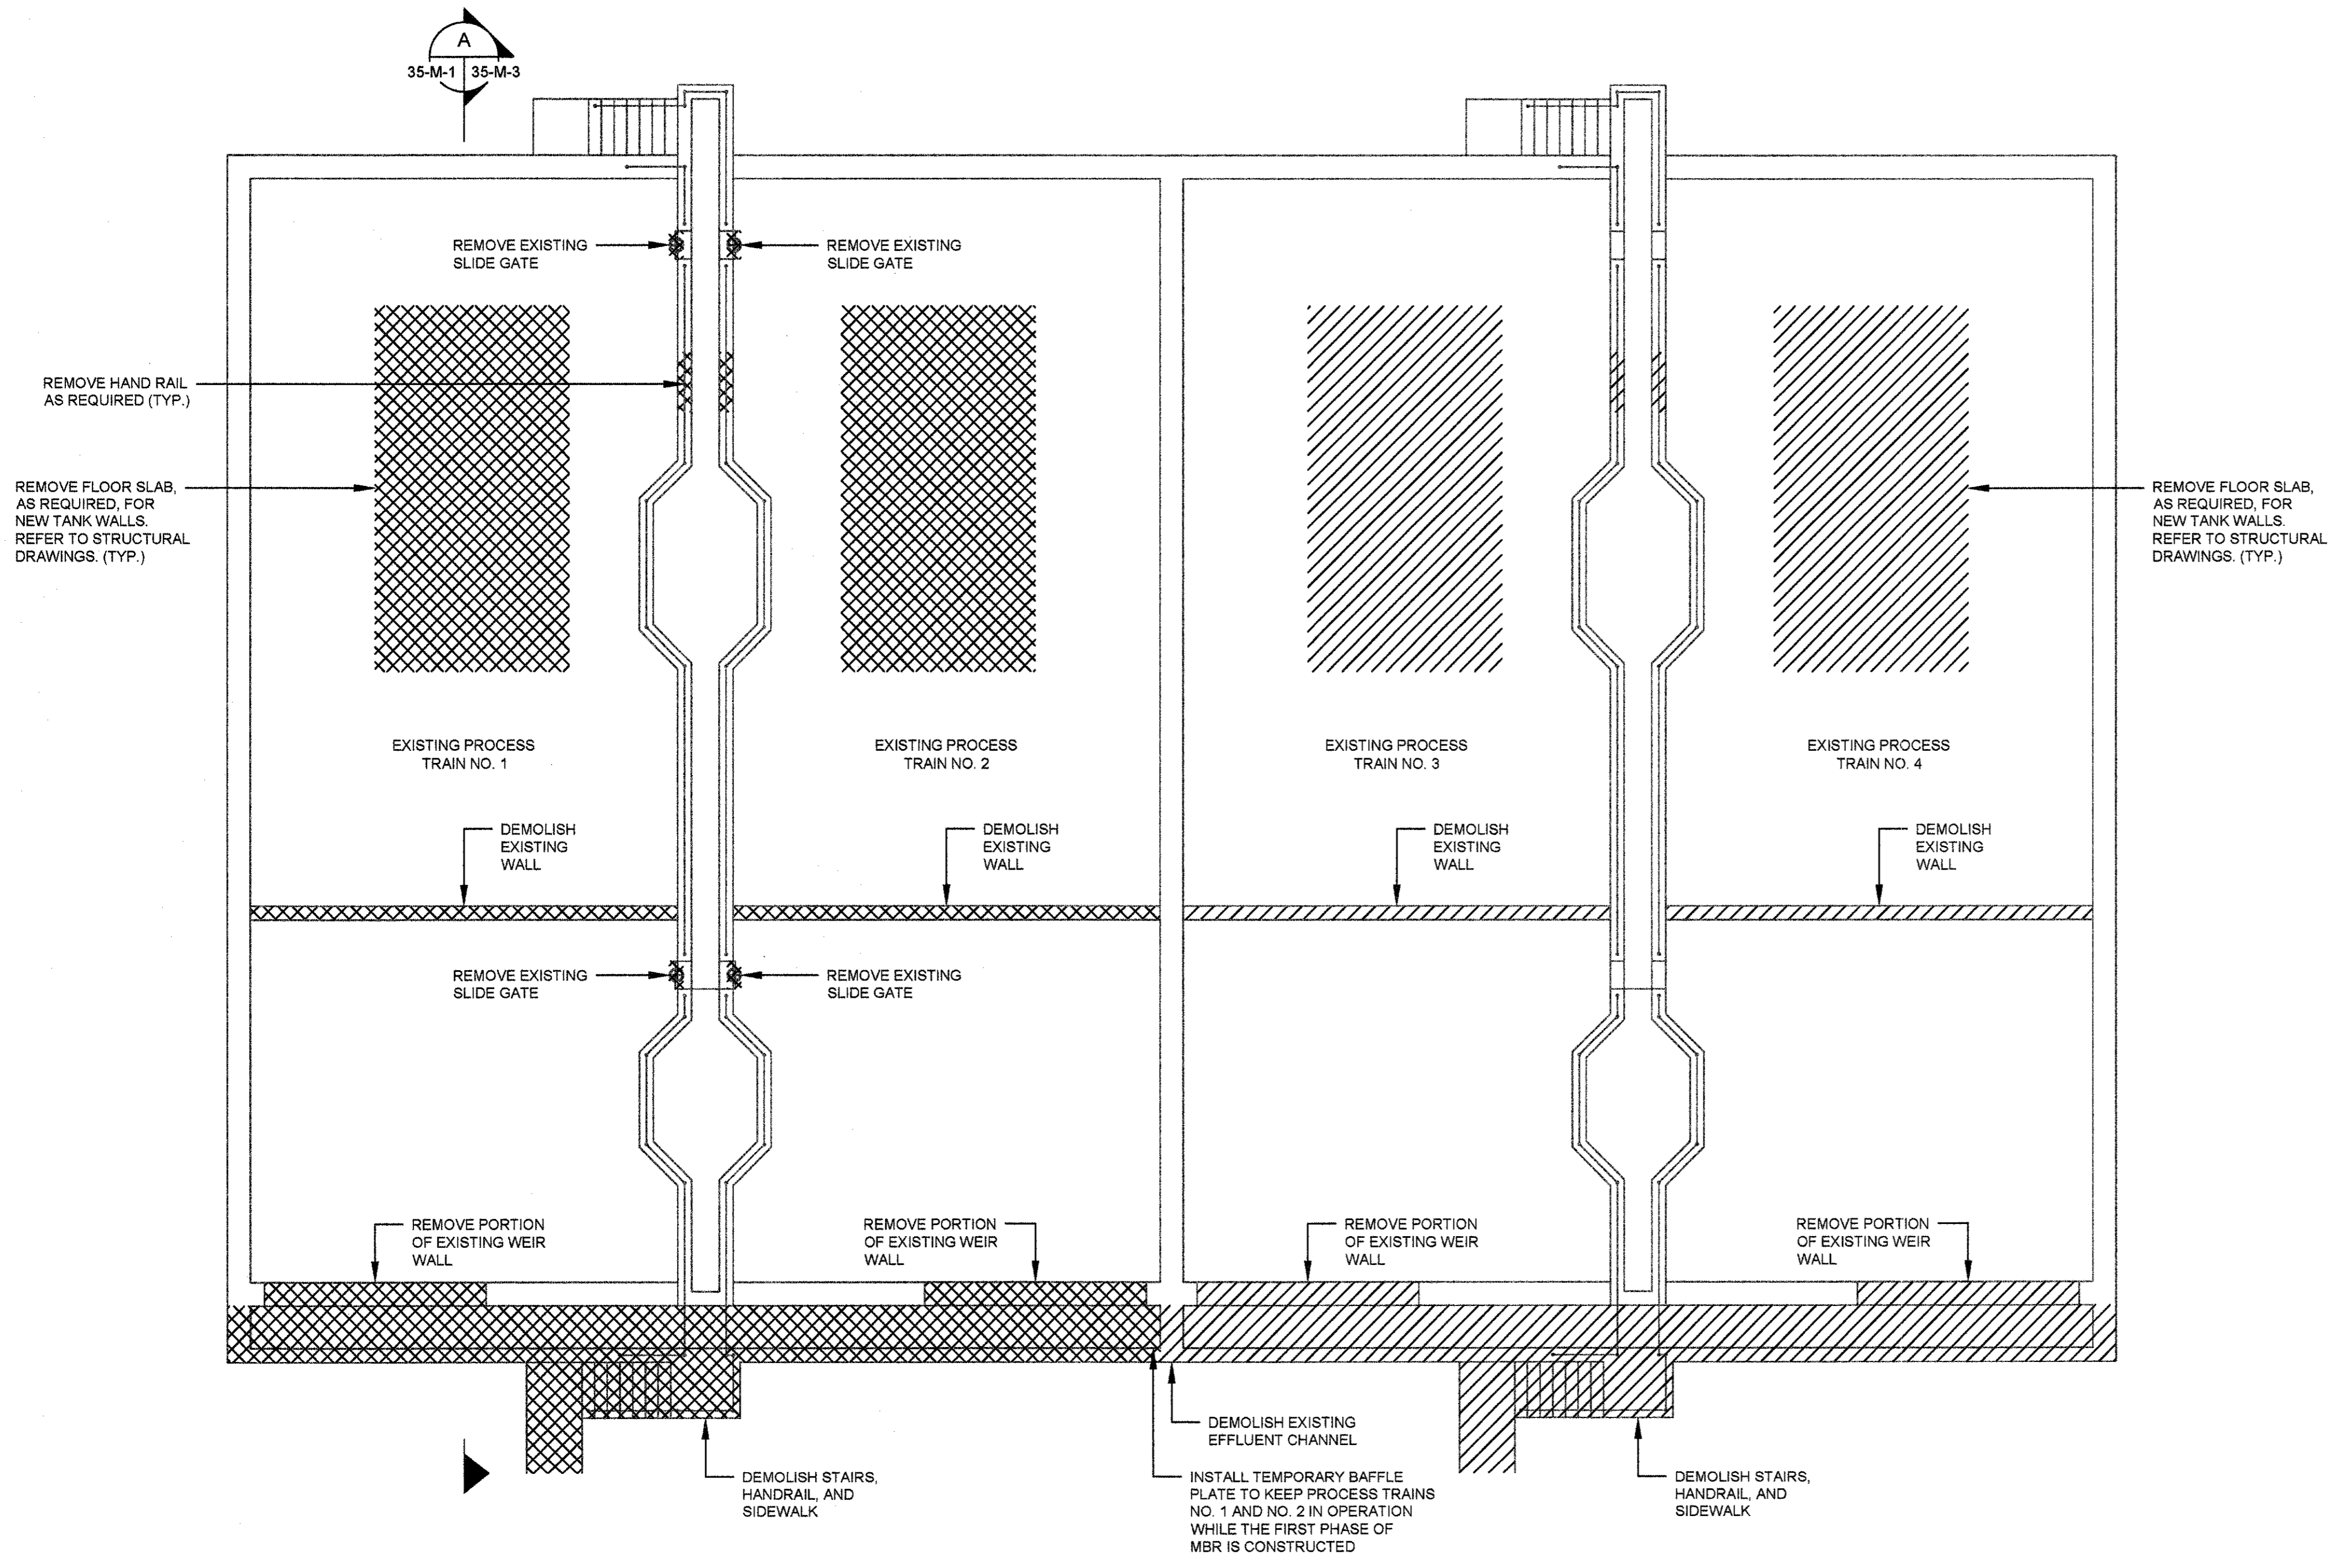 A
35-M-1 35-M-3
REMOVE EXISTING
SLIDE GATE
REMOVE EXISTING
SLIDE GATE
REMOVE HAND RAIL
AS REQUIRED (TYP.)
REMOVE FLOOR SLAB,
AS REQUIRED, FOR
NEW TANK WALLS.
REFER TO STRUCTURAL
DRAWINGS. (TYP.)
REMOVE FLOOR SLAB,
AS REQUIRED, FOR
NEW TANK WALLS.
REFER TO STRUCTURAL
DRAWINGS. (TYP.)
EXISTING PROCESS
TRAIN NO. 1
EXISTING PROCESS
TRAIN NO. 2
EXISTING PROCESS
TRAIN NO. 3
EXISTING PROCESS
TRAIN NO. 4
DEMOLISH
EXISTING
WALL
DEMOLISH
EXISTING
WALL
DEMOLISH
EXISTING
WALL
DEMOLISH
EXISTING
WALL
REMOVE EXISTING
SLIDE GATE
REMOVE EXISTING
SLIDE GATE
REMOVE PORTION
OF EXISTING WEIR
WALL
REMOVE PORTION
OF EXISTING WEIR
WALL
REMOVE PORTION
OF EXISTING WEIR
WALL
REMOVE PORTION
OF EXISTING WEIR
WALL
DEMOLISH EXISTING
EFFLUENT CHANNEL
DEMOLISH STAIRS,
HANDRAIL, AND
SIDEWALK
INSTALL TEMPORARY BAFFLE
PLATE TO KEEP PROCESS TRAINS
NO. 1 AND NO. 2 IN OPERATION
WHILE THE FIRST PHASE OF
MBR IS CONSTRUCTED
DEMOLISH STAIRS,
HANDRAIL, AND
SIDEWALK